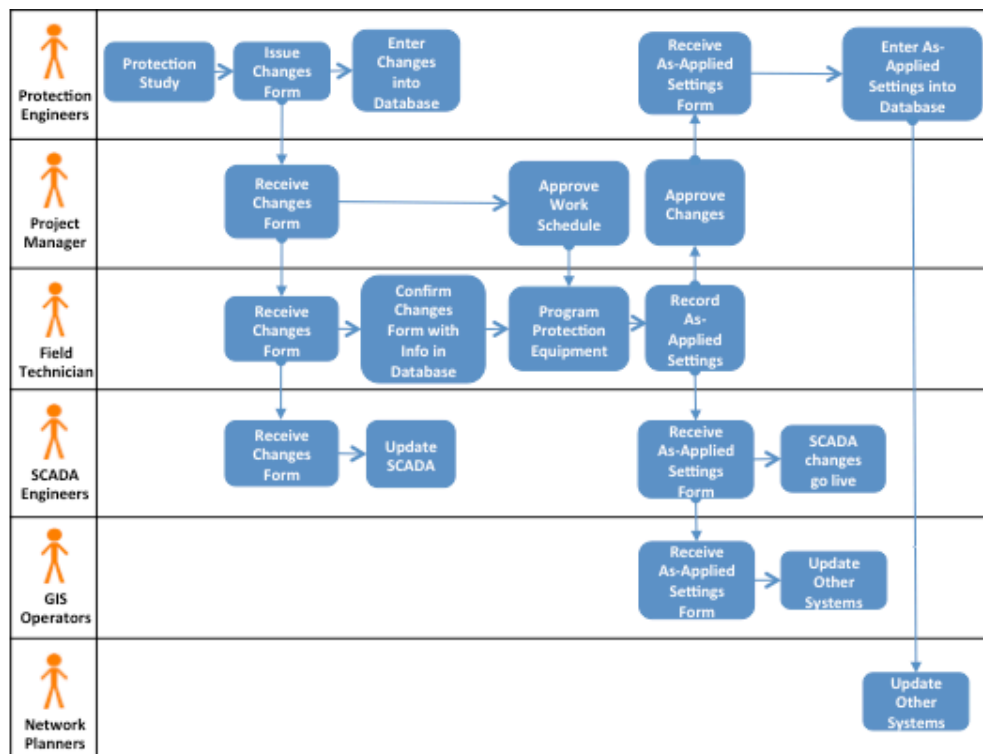 Protection
Engineers
Protection
Study
Issue
Changes
Form
Enter
Changes
into
Database
Receive
As-Applied
Settings
Form
Enter As-
Applied
Settings into
Database
Project
Manager
Receive
Changes
Form
Approve
Work
Schedule
Approve
Changes
Field
Technician
Receive
Changes
Form
Confirm
Changes
Form with
Info in
Database
Program
Protection
Equipment
Record
As-
Applied
Settings
SCADA
Engineers
Receive
Changes
Form
Update
SCADA
Receive
As-Applied
Settings
Form
SCADA
changes
go live
GIS
Operators
Receive
As-Applied
Settings
Form
Update
Other
Systems
Network
Planners
Update
Other
Systems